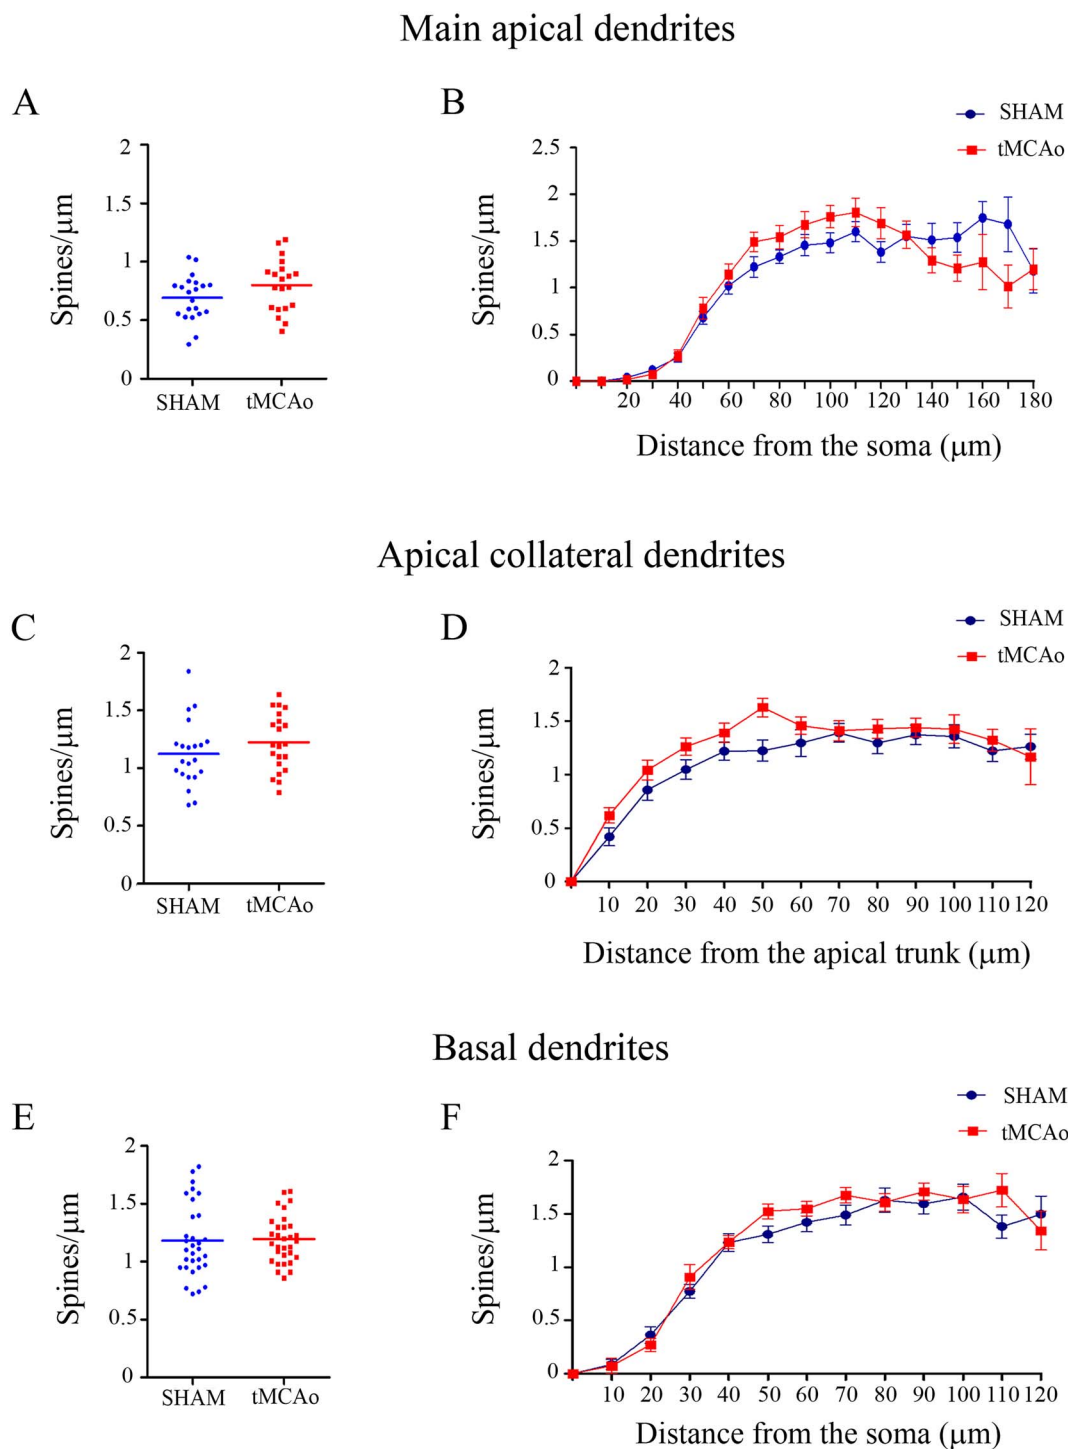 Main apical dendrites
A
B
SHAM
tMCAo
Spines/μm
2
1.5
1
0.5
0
SHAM
tMCAo
Spines/μm
2.5
2
1.5
1
0.5
0
20 40 60 80 100 120 140 160 180
Distance from the soma (μm)
Apical collateral dendrites
C
D
SHAM
tMCAo
Spines/μm
2
1.5
1
0.5
0
SHAM
tMCAo
Spines/μm
2
1.5
1
0.5
0
10 20 30 40 50 60 70 80 90 100 110 120
Distance from the apical trunk (μm)
Basal dendrites
E
F
SHAM
tMCAo
Spines/μm
2
1.5
1
0.5
0
SHAM
tMCAo
Spines/μm
2
1.5
1
0.5
0
10 20 30 40 50 60 70 80 90 100 110 120
Distance from the soma (μm)